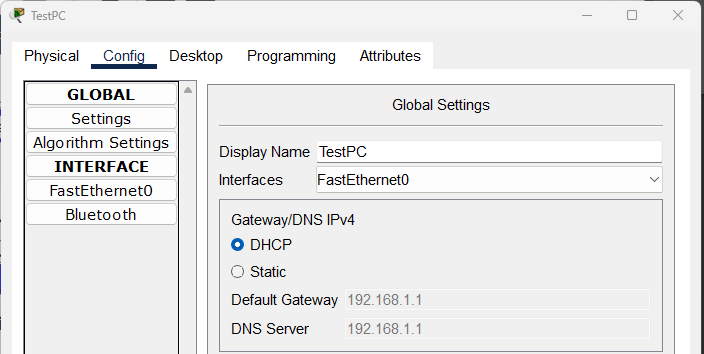 TestPC
Physical Config Desktop Programming Attributes
GLOBAL
Settings
Algorithm Settings
INTERFACE
FastEthernet0
Bluetooth
Global Settings
Display Name TestPC
Interfaces FastEthernet0
Gateway/DNS IPv4
DHCP
Static
Default Gateway 192.168.1.1
DNS Server 192.168.1.1